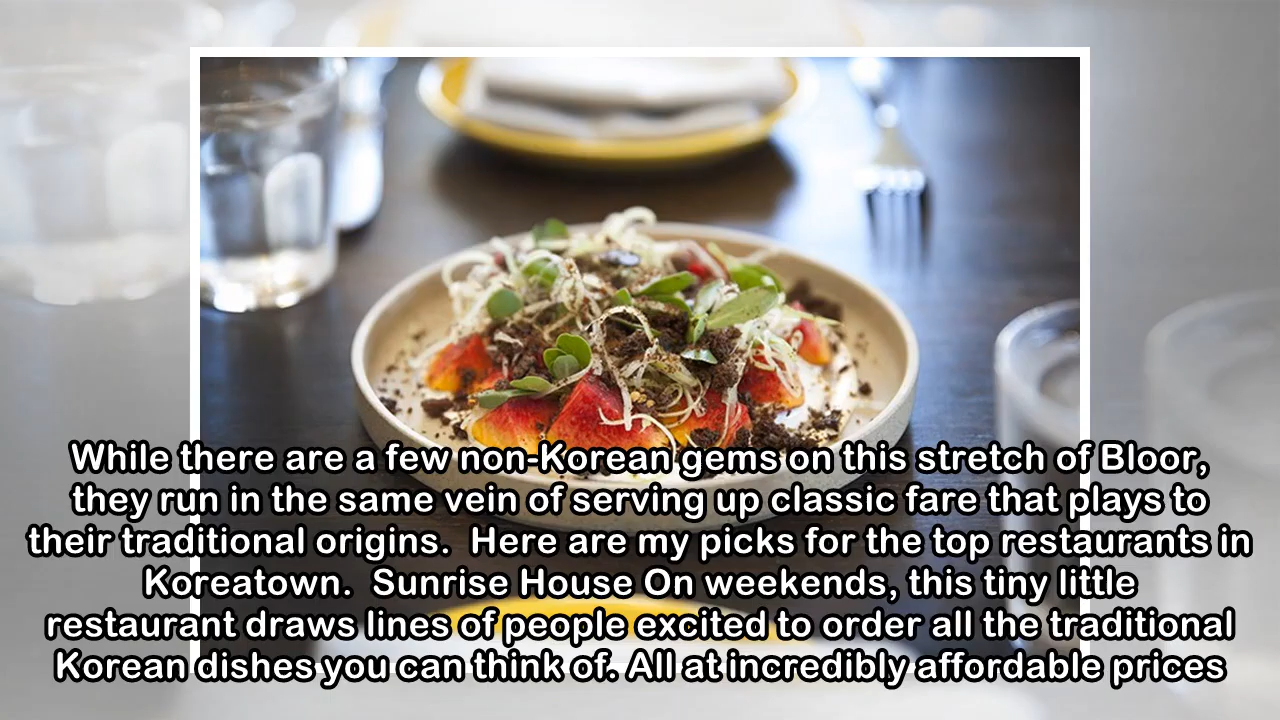 While there are a few non-Korean gems on this stretch of Bloor,
they run in the same vein of serving up classic fare that plays to
their traditional origins.  Here are my picks for the top restaurants in
Koreatown.  Sunrise House On weekends, this tiny little
restaurant draws lines of people excited to order all the traditional
Korean dishes you can think of. All at incredibly affordable prices